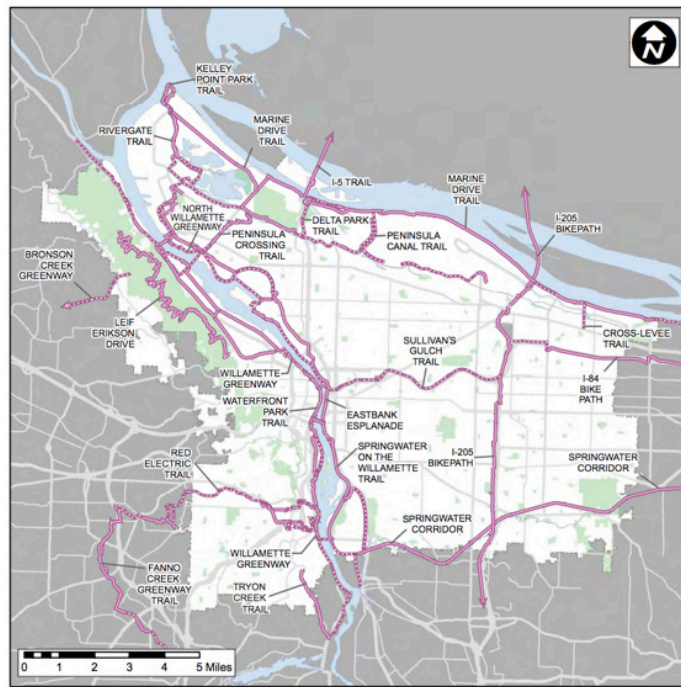 N
KELLEY
POINT PARK
TRAIL
RIVERGATE
TRAIL
MARINE
DRIVE
TRAIL
I-5 TRAIL
MARINE
DRIVE
TRAIL
I-205
BIKEPATH
NORTH
WILLAMETTE
GREENWAY
PENINSULA
CROSSING
TRAIL
DELTA PARK
TRAIL
PENINSULA
CANAL TRAIL
BRONSON
CREEK
GREENWAY
LEIF
ERIKSON
DRIVE
SULLIVAN'S
GULCH
TRAIL
CROSS-LEVEE
TRAIL
WILLAMETTE
GREENWAY
I-84
BIKE
PATH
WATERFRONT
PARK
TRAIL
EASTBANK
ESPLANADE
RED
ELECTRIC
TRAIL
SPRINGWATER
ON THE
WILLAMETTE
TRAIL
I-205
BIKEPATH
SPRINGWATER
CORRIDOR
SPRINGWATER
CORRIDOR
WILLAMETTE
GREENWAY
FANNO
CREEK
GREENWAY
TRAIL
TRYON
CREEK
TRAIL
0 1 2 3 4 5 Miles